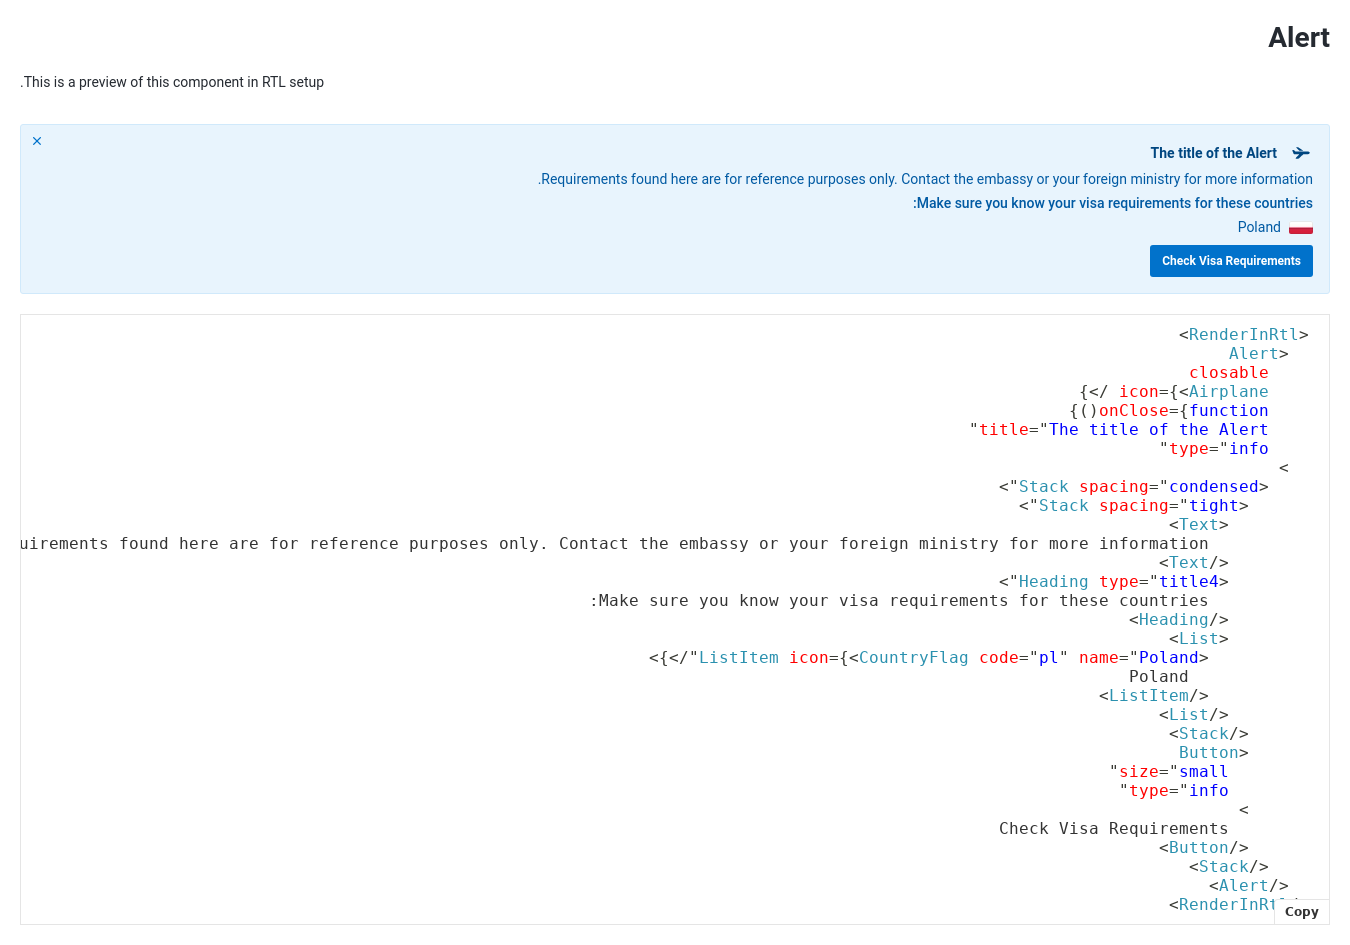 Alert
.This is a preview of this component in RTL setup
×
The title of the Alert
.Requirements found here are for reference purposes only. Contact the embassy or your foreign ministry for more information
:Make sure you know your visa requirements for these countries
Poland
Check Visa Requirements
<RenderInRtl>
Alert>
closable
{</ icon={<Airplane
{()onClose={function
"title="The title of the Alert
"type="info
<
<"Stack spacing="condensed>
<"Stack spacing="tight>
<Text>
uirements found here are for reference purposes only. Contact the embassy or your foreign ministry for more information
<Text/>
<"Heading type="title4>
:Make sure you know your visa requirements for these countries
<Heading/>
<List>
<{</"ListItem icon={<CountryFlag code="pl" name="Poland>
Poland
<ListItem/>
<List/>
<Stack/>
Button>
"size="small
"type="info
<
Check Visa Requirements
<Button/>
<Stack/>
<Alert/>
<RenderInRtl
Copy